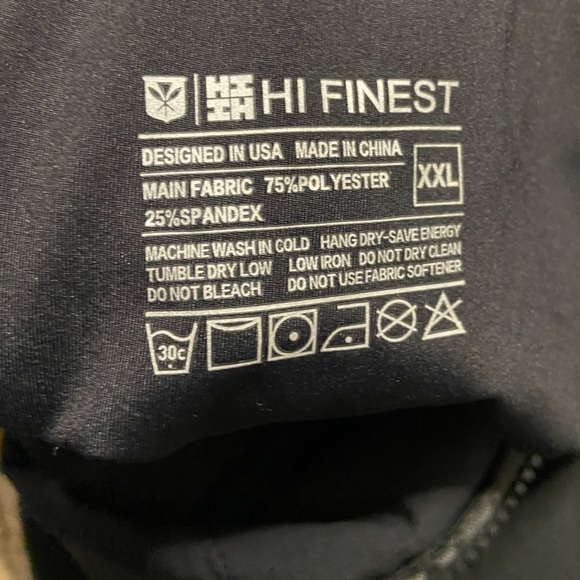 HI HI HI FINEST
DESIGNED IN USA MADE IN CHINA
MAIN FABRIC 75%POLYESTER
25%SPANDEX
XXL
MACHINE WASH IN COLD HANG DRY-SAVE ENERGY
TUMBLE DRY LOW LOW IRON DO NOT DRY CLEAN
DO NOT BLEACH DO NOT USE FABRIC SOFTENER
30c